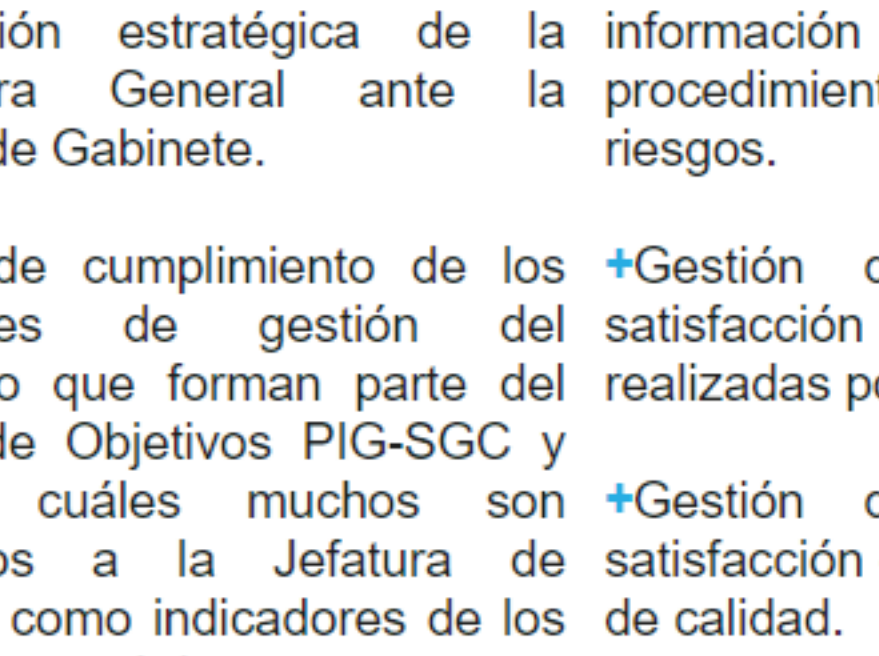 ión estratégica de la
ra General ante la
de Gabinete.
de cumplimiento de los
es de gestión del
o que forman parte del
de Objetivos PIG-SGC y
cuáles muchos son
os a la Jefatura de
como indicadores de los
información
procedimient
riesgos.
+Gestión
satisfacción
realizadas po
+Gestión
satisfacción
de calidad.